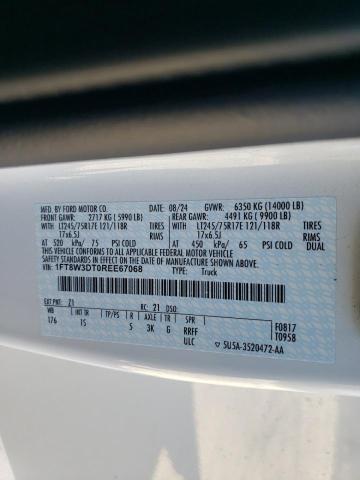 MFD. BY FORD MOTOR CO.
DATE: 08/24 GVWR: 6350 KG (14000 LB)
FRONT GAWR: 2717 KG (5990 LB) REAR GAWR: 4491 KG (9900 LB)
WITH LT245/75R17E 121/118R TIRES WITH LT245/75R17E 121/118R TIRES
17x6.5J RIMS 17x6.5J RIMS
AT 520 kPa/ 75 PSI COLD AT 450 kPa/ 65 PSI COLD DUAL
THIS VEHICLE CONFORMS TO ALL APPLICABLE FEDERAL MOTOR VEHICLE
SAFETY STANDARDS IN EFFECT ON THE DATE OF MANUFACTURE SHOWN ABOVE.
VIN: 1FT8W3DT0REE67068 TYPE: Truck
EXT PNT: Z1 RC: 21 DSO:
WB INT TR TP/PS R AXLE TR SPR
176 1S 5 3K G RRFF
ULC
F0817
T0958
5U5A-3520472-AA